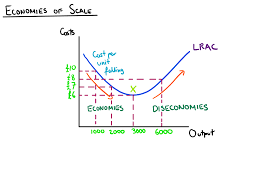 ECONOMIES OF SCALE
Costs
LRAC
Cost per
unit
falling
£10
£8
£7
£6
X
ECONOMIES
DISECONOMIES
1000 2000 3000 6000
Output